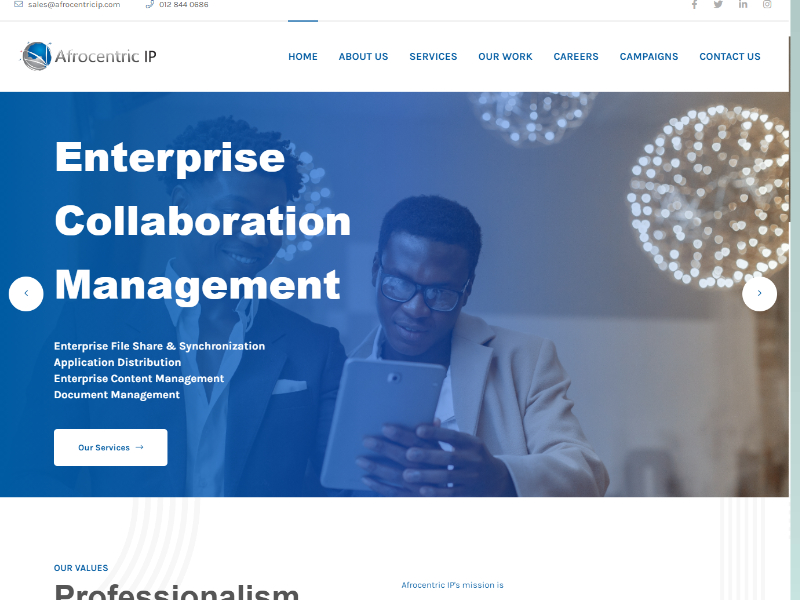 sales@afrocentricip.com 012 844 0686
Afrocentric IP
HOME ABOUT US SERVICES OUR WORK CAREERS CAMPAIGNS CONTACT US
Enterprise
Collaboration
Management
Enterprise File Share & Synchronization
Application Distribution
Enterprise Content Management
Document Management
Our Services →
OUR VALUES
Professionalism
Afrocentric IP's mission is